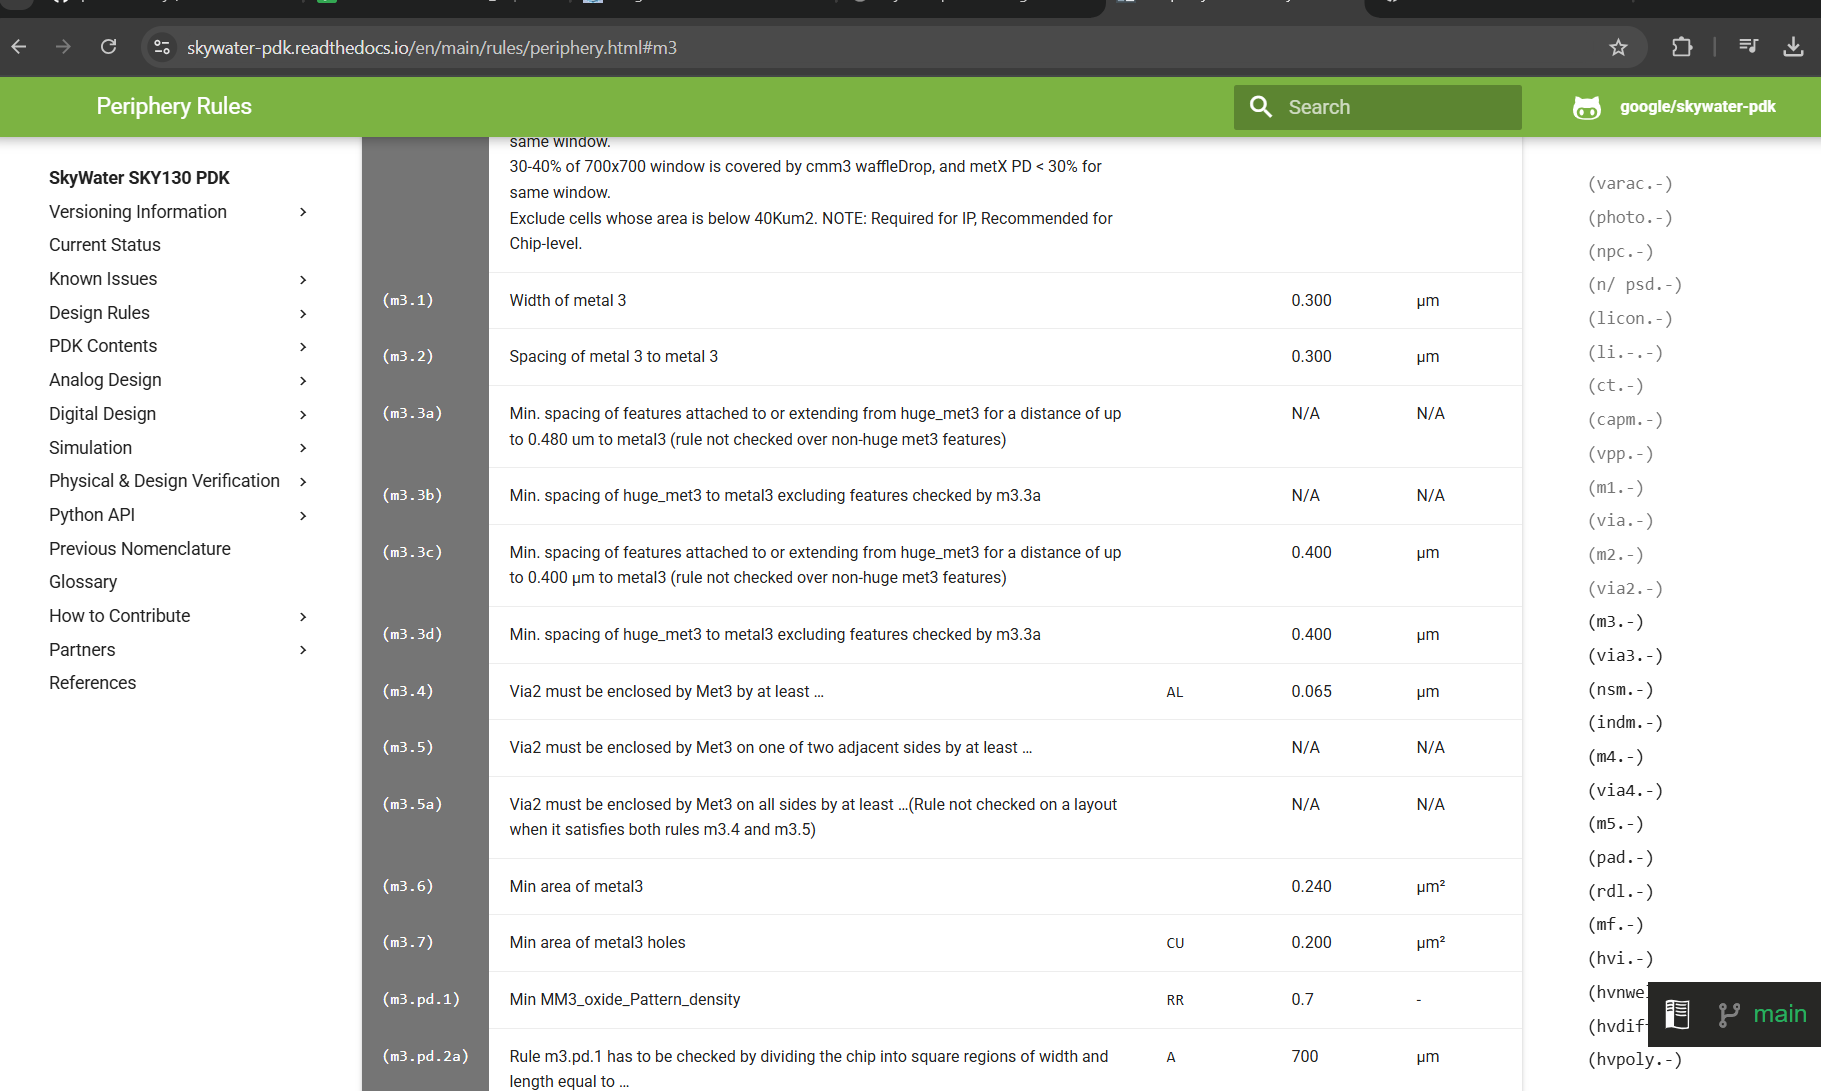 skywater-pdk.readthedocs.io/en/main/rules/periphery.html#m3
Periphery Rules
Search
google/skywater-pdk
SkyWater SKY130 PDK
Versioning Information
Current Status
Known Issues
Design Rules
PDK Contents
Analog Design
Digital Design
Simulation
Physical & Design Verification
Python API
Previous Nomenclature
Glossary
How to Contribute
Partners
References
same window.
30-40% of 700x700 window is covered by cmm3 waffleDrop, and metX PD < 30% for
same window.
Exclude cells whose area is below 40Kum2. NOTE: Required for IP, Recommended for
Chip-level.
(m3.1) Width of metal 3 0.300 µm
(m3.2) Spacing of metal 3 to metal 3 0.300 µm
(m3.3a) Min. spacing of features attached to or extending from huge_met3 for a distance of up N/A N/A
to 0.480 um to metal3 (rule not checked over non-huge met3 features)
(m3.3b) Min. spacing of huge_met3 to metal3 excluding features checked by m3.3a N/A N/A
(m3.3c) Min. spacing of features attached to or extending from huge_met3 for a distance of up 0.400 µm
to 0.400 µm to metal3 (rule not checked over non-huge met3 features)
(m3.3d) Min. spacing of huge_met3 to metal3 excluding features checked by m3.3a 0.400 µm
(m3.4) Via2 must be enclosed by Met3 by at least … AL 0.065 µm
(m3.5) Via2 must be enclosed by Met3 on one of two adjacent sides by at least … N/A N/A
(m3.5a) Via2 must be enclosed by Met3 on all sides by at least …(Rule not checked on a layout N/A N/A
when it satisfies both rules m3.4 and m3.5)
(m3.6) Min area of metal3 0.240 µm²
(m3.7) Min area of metal3 holes CU 0.200 µm²
(m3.pd.1) Min MM3_oxide_Pattern_density RR 0.7 -
(m3.pd.2a) Rule m3.pd.1 has to be checked by dividing the chip into square regions of width and A 700 µm
length equal to …
(varac.-)
(photo.-)
(npc.-)
(n/ psd.-)
(licon.-)
(li.-.-)
(ct.-)
(capm.-)
(vpp.-)
(m1.-)
(via.-)
(m2.-)
(via2.-)
(m3.-)
(via3.-)
(nsm.-)
(indm.-)
(m4.-)
(via4.-)
(m5.-)
(pad.-)
(rdl.-)
(mf.-)
(hvi.-)
(hvpoly.-)
main